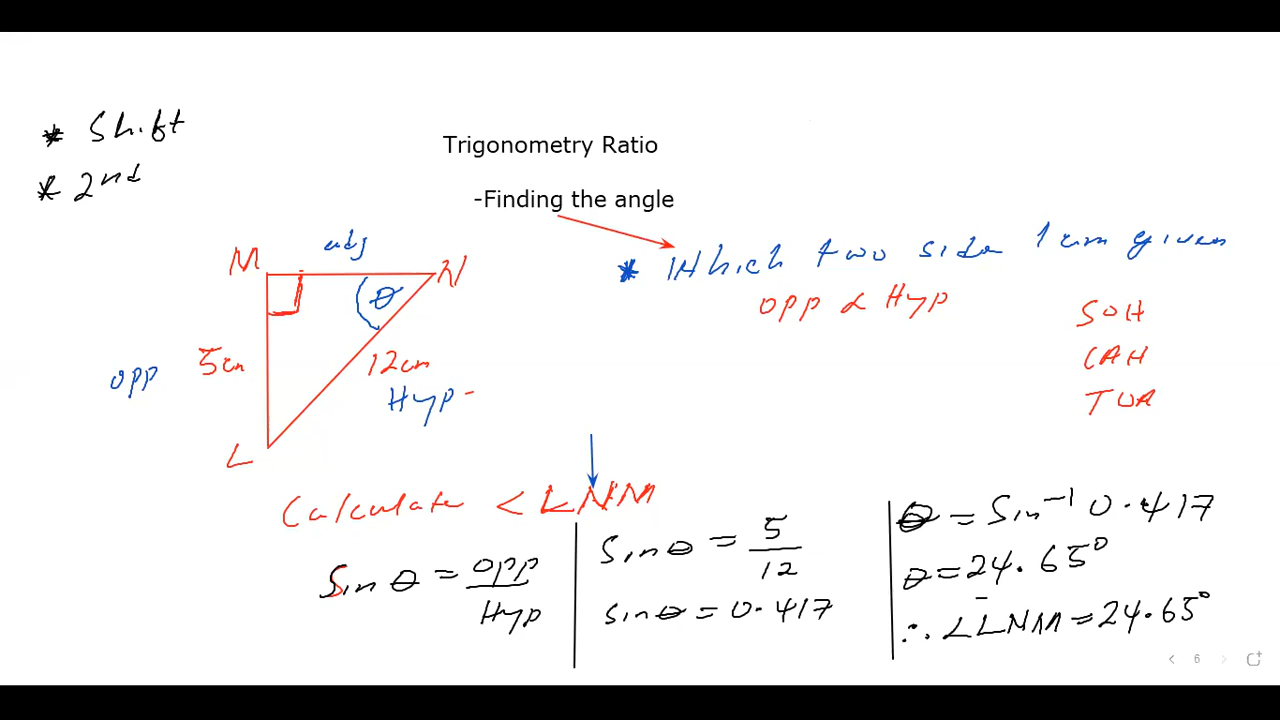 * Shift
* 2nd
Trigonometry Ratio
-Finding the angle
* Which two side I am given
opp & Hyp
SOH
CAH
TOA
adj
M
N
θ
5cm
12cm
opp
Hyp
L
Calculate <LNM
Sin θ = opp/Hyp
Sin θ = 5/12
sin θ = 0.417
θ = Sin⁻¹ 0.417
θ = 24.65°
∴ ∠LNM = 24.65°
6